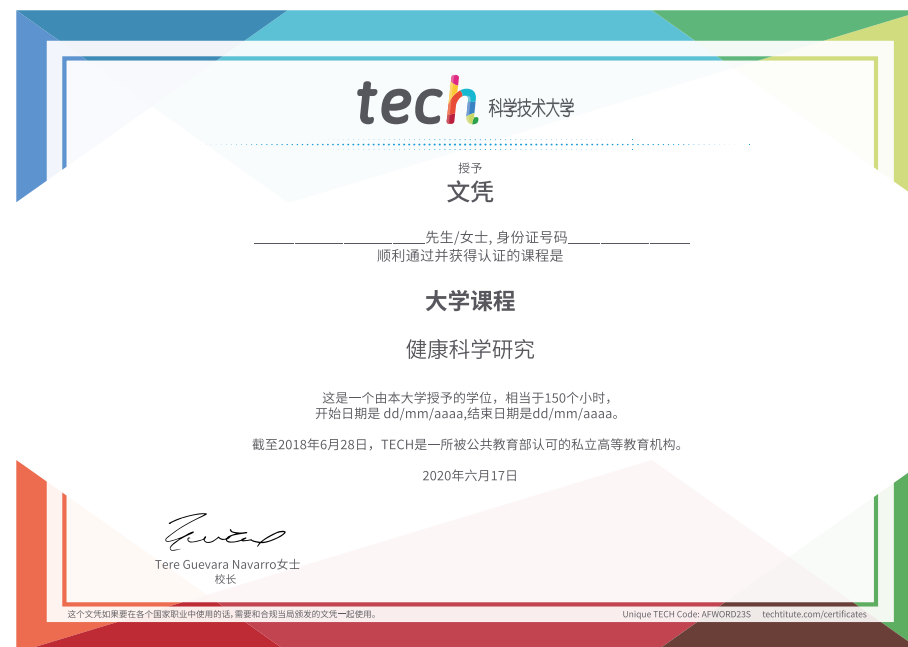 tech 科学技术大学
授予
文凭
______________________先生/女士, 身份证号码_______________
顺利通过并获得认证的课程是
大学课程
健康科学研究
这是一个由本大学授予的学位，相当于150个小时，
开始日期是 dd/mm/aaaa,结束日期是dd/mm/aaaa。
截至2018年6月28日，TECH是一所被公共教育部认可的私立高等教育机构。
2020年六月17日
Tere Guevara Navarro女士
校长
这个文凭如果要在各个国家职业中使用的话,需要和合规当局颁发的文凭一起使用。
Unique TECH Code: AFWORD23S techtitute.com/certificates